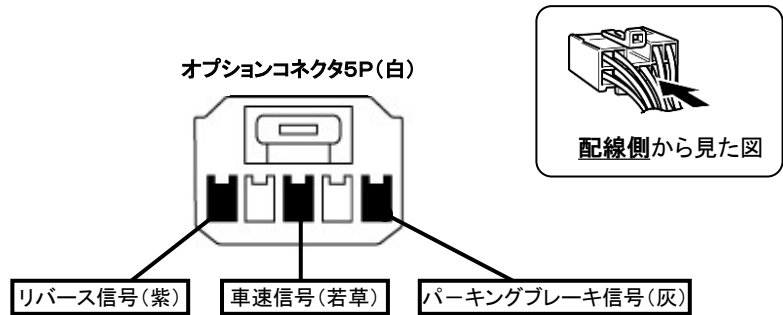 オプションコネクタ5P(白)
配線側から見た図
リバース信号(紫)
車速信号(若草)
パーキングブレーキ信号(灰)